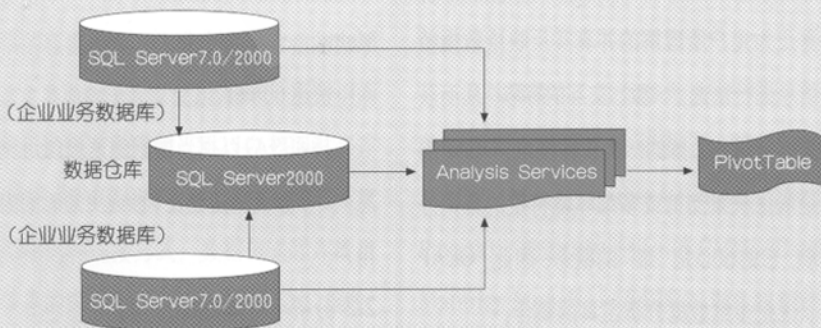 SQL Server7.0/2000
（企业业务数据库）
数据仓库
SQL Server2000
Analysis Services
PivotTable
（企业业务数据库）
SQL Server7.0/2000